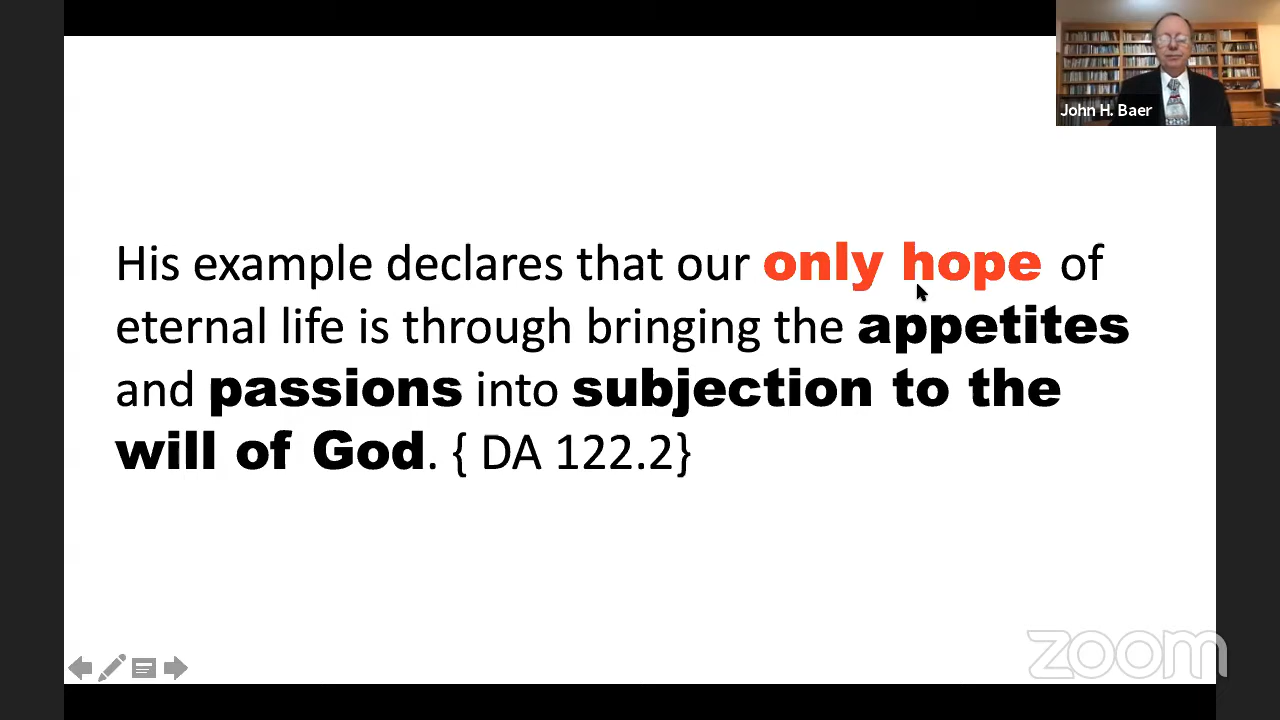 John H. Baer
His example declares that our only hope of
eternal life is through bringing the appetites
and passions into subjection to the
will of God. { DA 122.2}
zoom